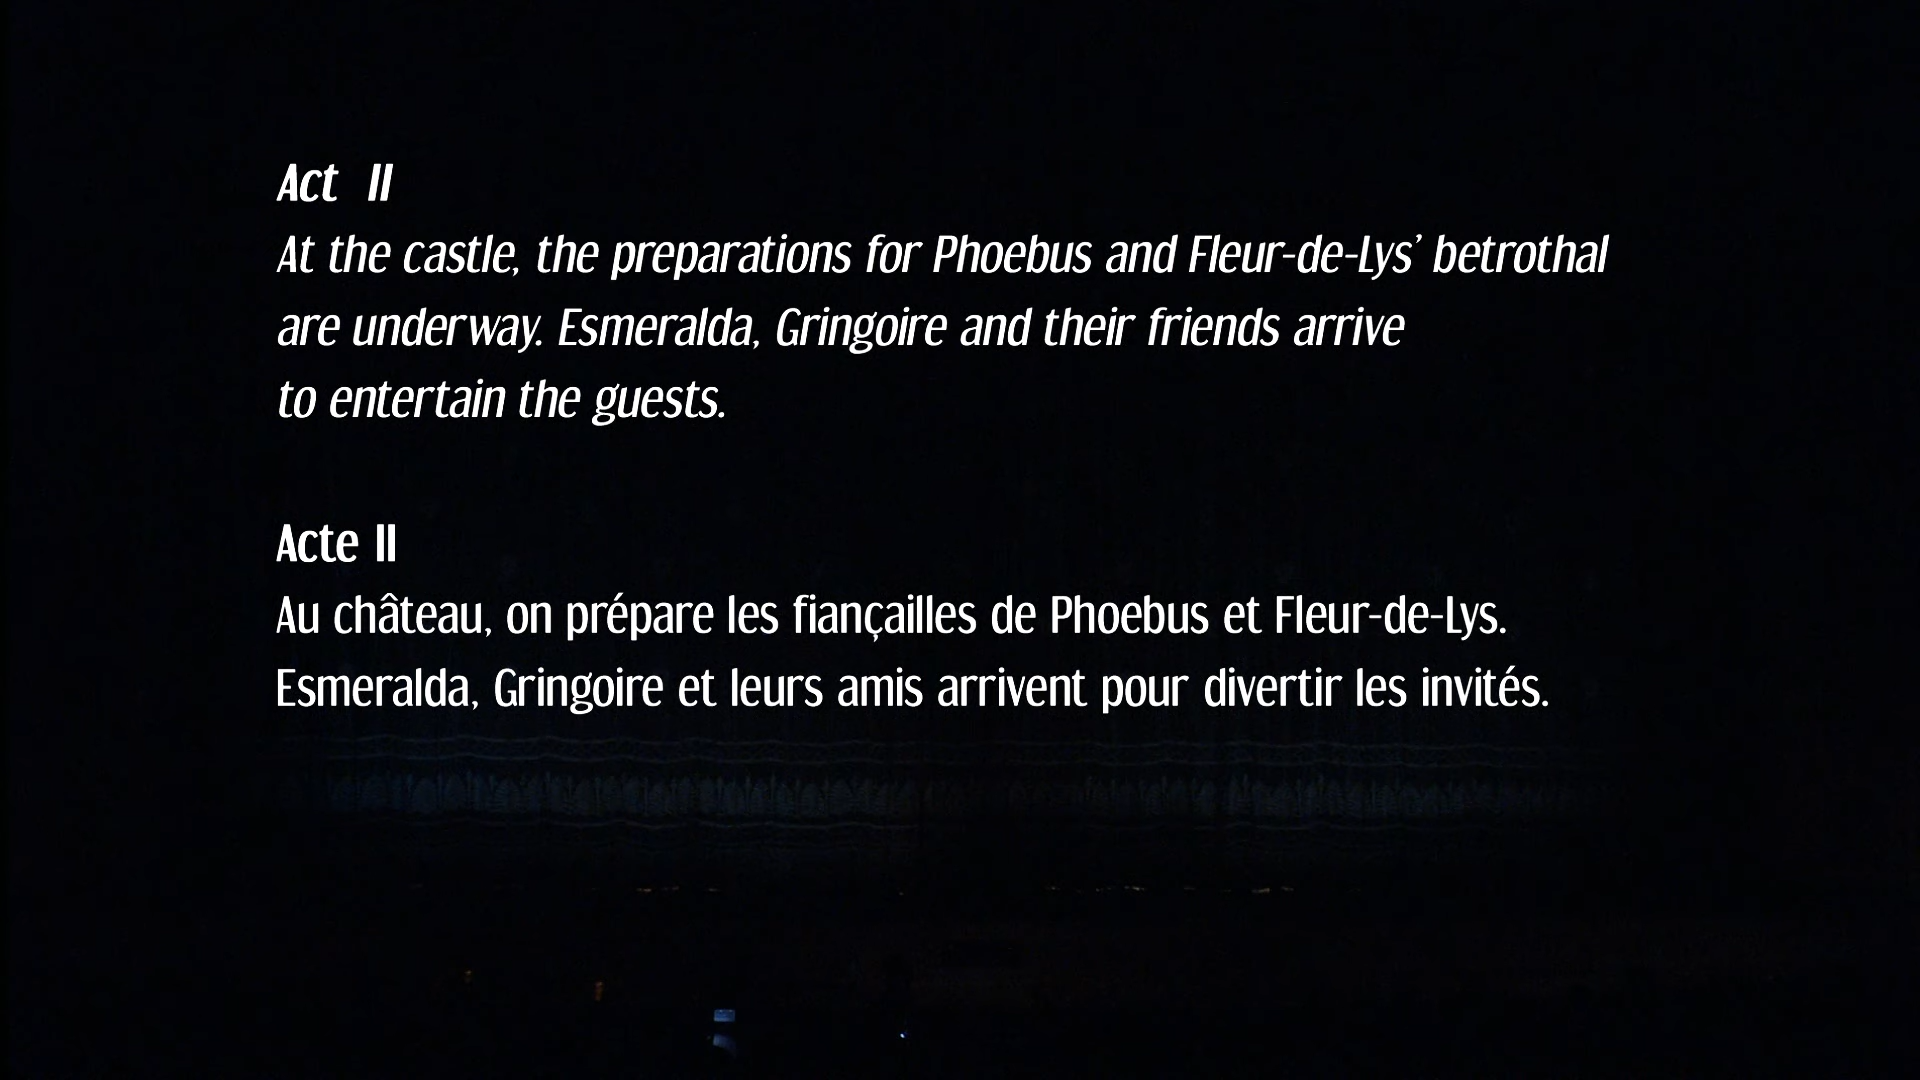 Act II
At the castle, the preparations for Phoebus and Fleur-de-Lys’ betrothal
are underway. Esmeralda, Gringoire and their friends arrive
to entertain the guests.
Acte II
Au château, on prépare les fiançailles de Phoebus et Fleur-de-Lys.
Esmeralda, Gringoire et leurs amis arrivent pour divertir les invités.